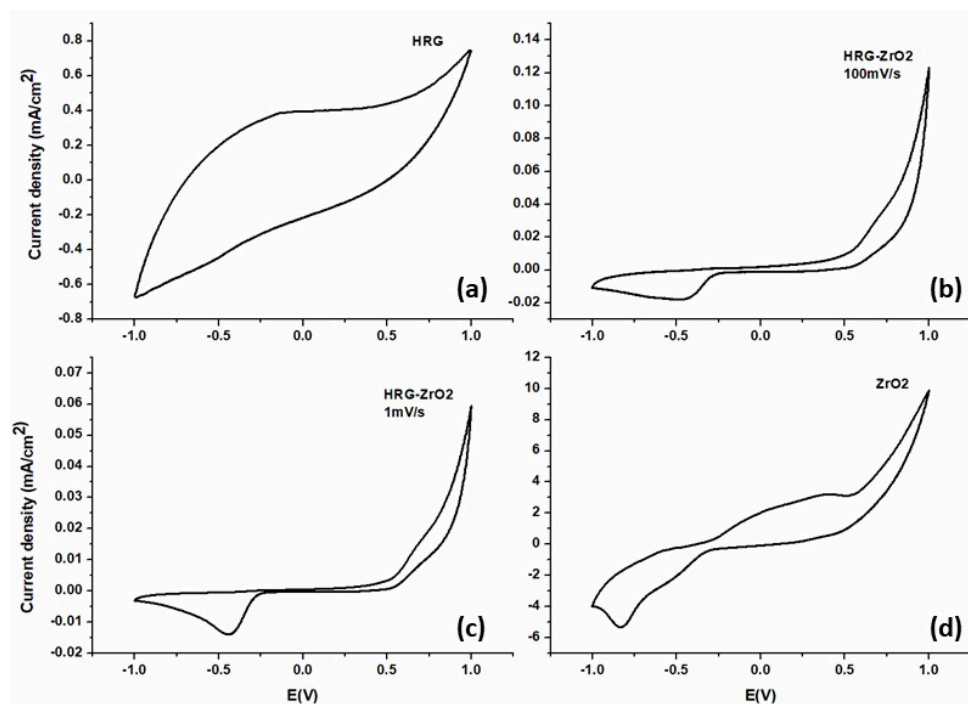 0.8
0.6
0.4
0.2
0.0
-0.2
-0.4
-0.6
-0.8
Current density (mA/cm2)
HRG
(a)
-1.0 -0.5 0.0 0.5 1.0
0.14
0.12
0.10
0.08
0.06
0.04
0.02
0.00
-0.02
HRG-ZrO2
100mV/s
(b)
-1.0 -0.5 0.0 0.5 1.0
0.07
0.06
0.05
0.04
0.03
0.02
0.01
0.00
-0.01
-0.02
Current density (mA/cm2)
HRG-ZrO2
1mV/s
(c)
-1.0 -0.5 0.0 0.5 1.0
E(V)
12
10
8
6
4
2
0
-2
-4
-6
ZrO2
(d)
-1.0 -0.5 0.0 0.5 1.0
E(V)